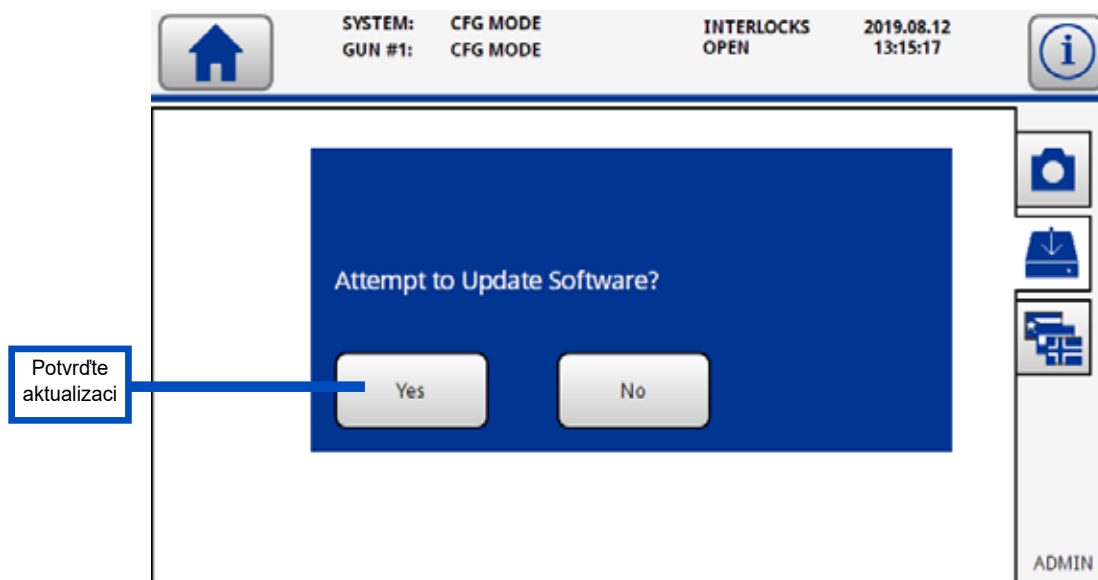 SYSTEM: CFG MODE
GUN #1: CFG MODE
INTERLOCKS
OPEN
2019.08.12
13:15:17
i
Attempt to Update Software?
Yes
No
Potvrďte
aktualizaci
ADMIN